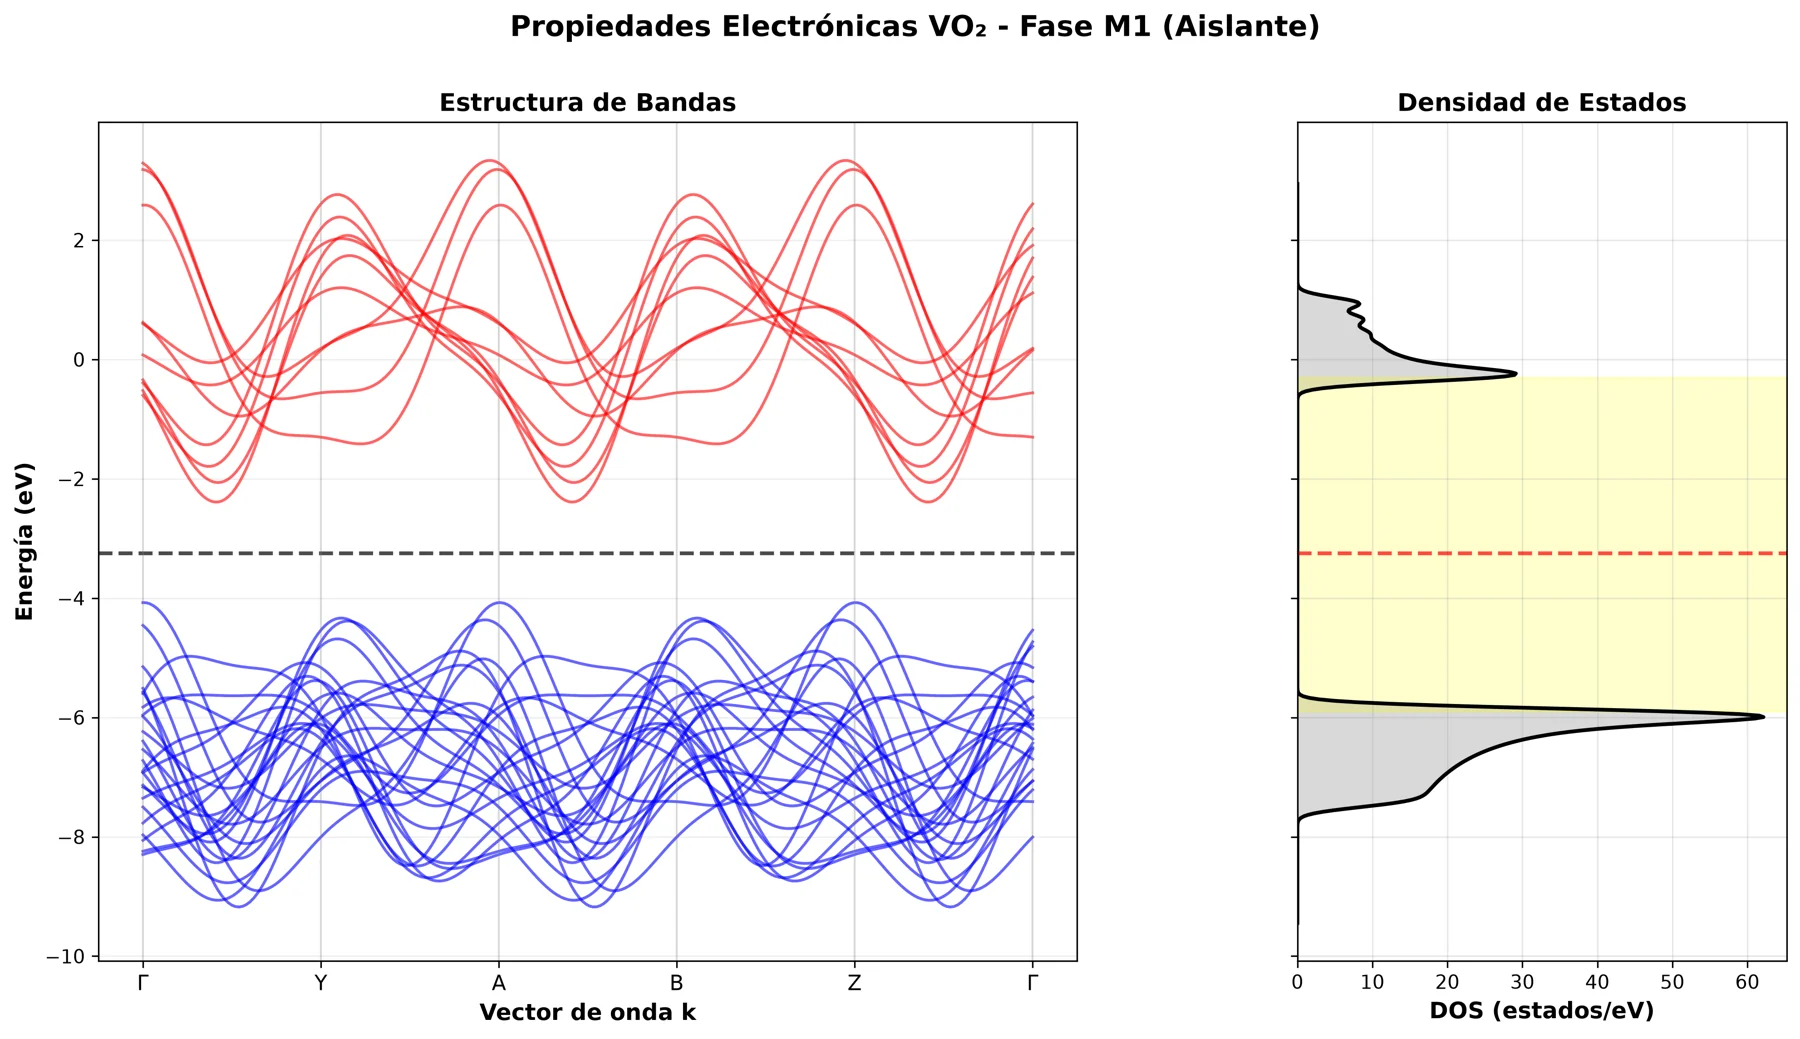 Propiedades Electrónicas VO₂ - Fase M1 (Aislante)
Estructura de Bandas
Densidad de Estados
Energía (eV)
2
0
−2
−4
−6
−8
−10
Γ Y A B Z Γ
Vector de onda k
0 10 20 30 40 50 60
DOS (estados/eV)